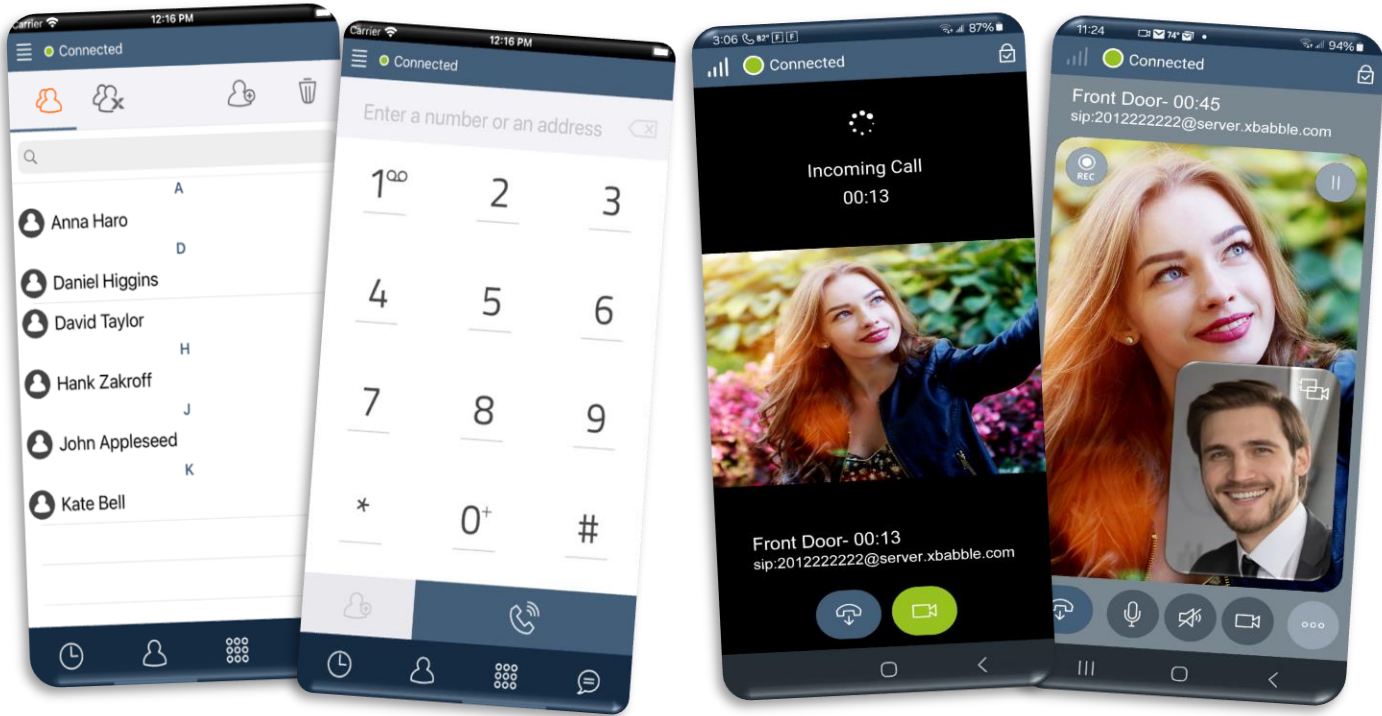 Carrier 12:16 PM
Connected
A
Anna Haro
D
Daniel Higgins
David Taylor
H
Hank Zakroff
J
John Appleseed
K
Kate Bell
Carrier 12:16 PM
Connected
Enter a number or an address
1 2 3
4 5 6
7 8 9
* 0+ #
3:06 82° F F 87%
Connected
Incoming Call
00:13
Front Door- 00:13
sip:2012222222@server.xbabble.com
11:24 74° 94%
Connected
Front Door- 00:45
sip:2012222222@server.xbabble.com
REC